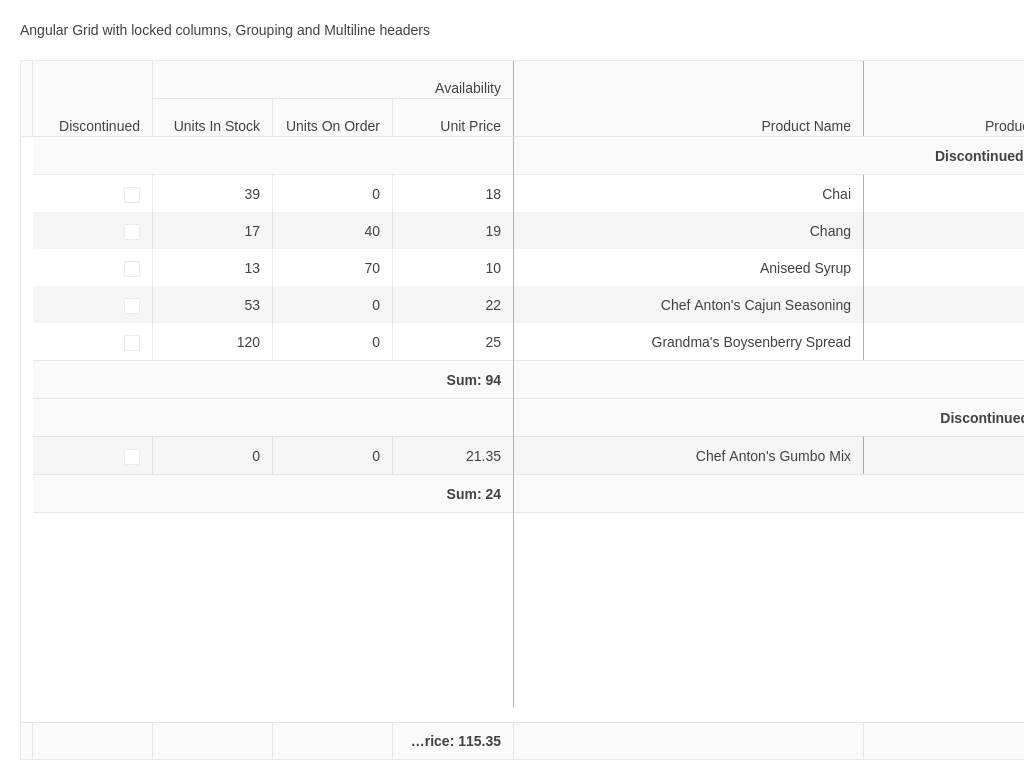 Angular Grid with locked columns, Grouping and Multiline headers
Availability
Discontinued Units In Stock Units On Order Unit Price Product Name
Discontinued
39 0 18 Chai
17 40 19 Chang
13 70 10 Aniseed Syrup
53 0 22 Chef Anton's Cajun Seasoning
120 0 25 Grandma's Boysenberry Spread
Sum: 94
Discontinued
0 0 21.35 Chef Anton's Gumbo Mix
Sum: 24
...rice: 115.35